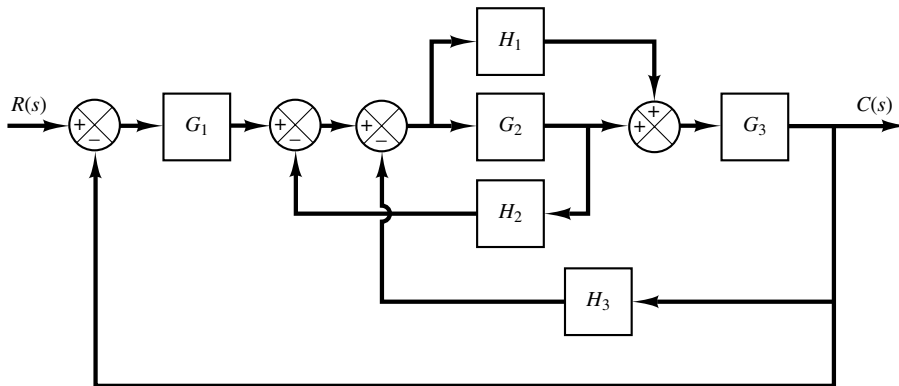 H₁
R(s)
C(s)
+
−
G₁
+
−
+
−
G₂
+
+
G₃
H₂
H₃